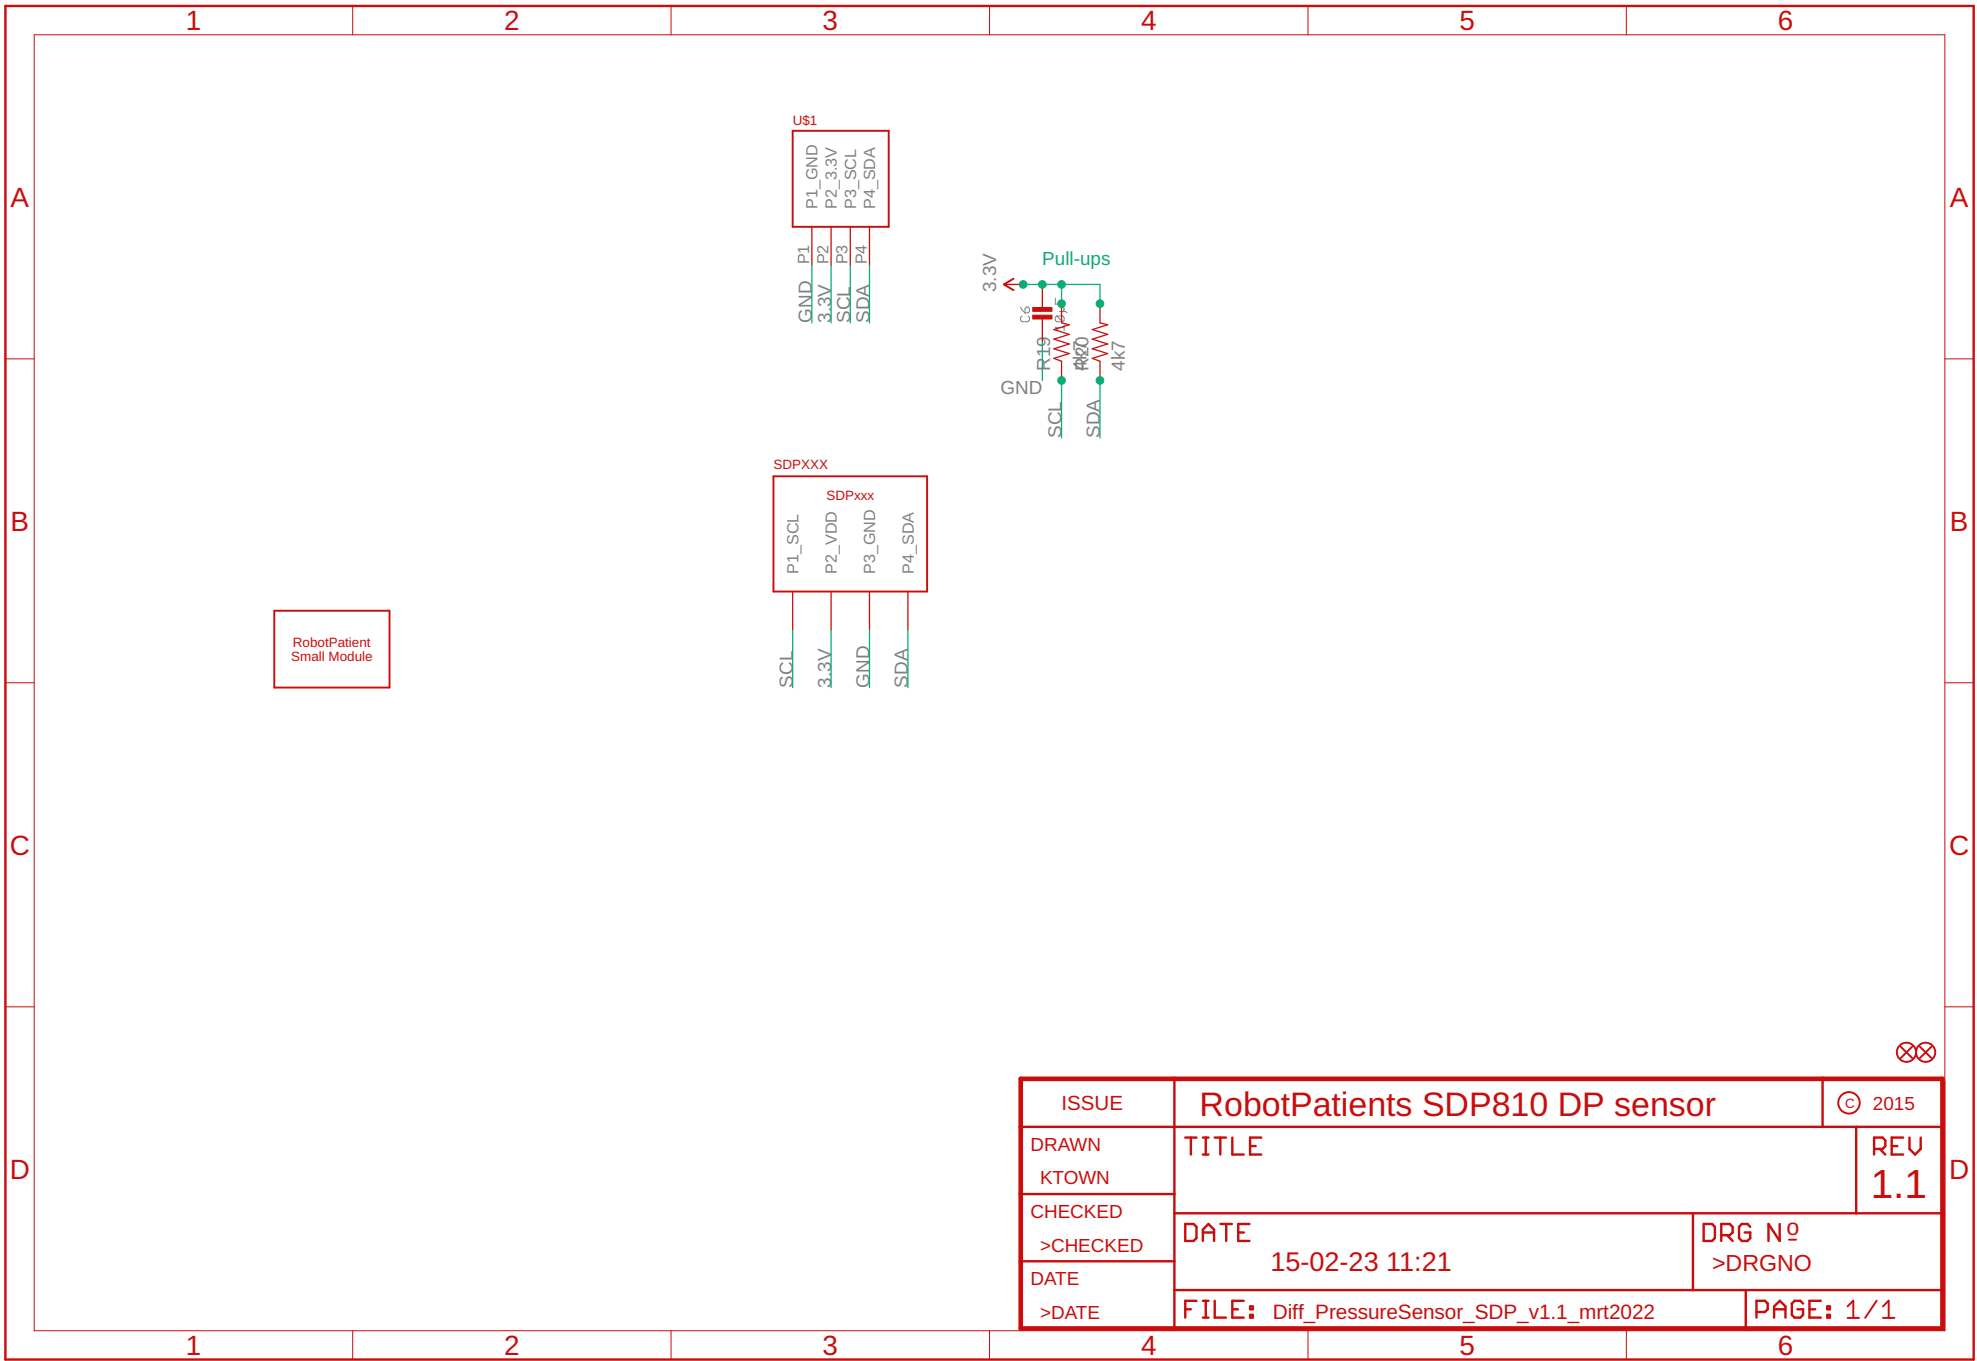 1 2 3 4 5 6
A
A
B
B
C
C
D
D
U$1
P1_GND
P2_3.3V
P3_SCL
P4_SDA
P1
P2
P3
P4
GND
3.3V
SCL
SDA
Pull-ups
3.3V
C6
R19
4k7
R20
4k7
GND
SCL
SDA
SDPXXX
SDPxxx
P1_SCL
P2_VDD
P3_GND
P4_SDA
SCL
3.3V
GND
SDA
RobotPatient
Small Module
ISSUE
RobotPatients SDP810 DP sensor
© 2015
DRAWN
KTOWN
TITLE
REV
1.1
CHECKED
>CHECKED
DATE
15-02-23 11:21
DRG Nº
>DRGNO
DATE
>DATE
FILE: Diff_PressureSensor_SDP_v1.1_mrt2022
PAGE: 1/1
1 2 3 4 5 6